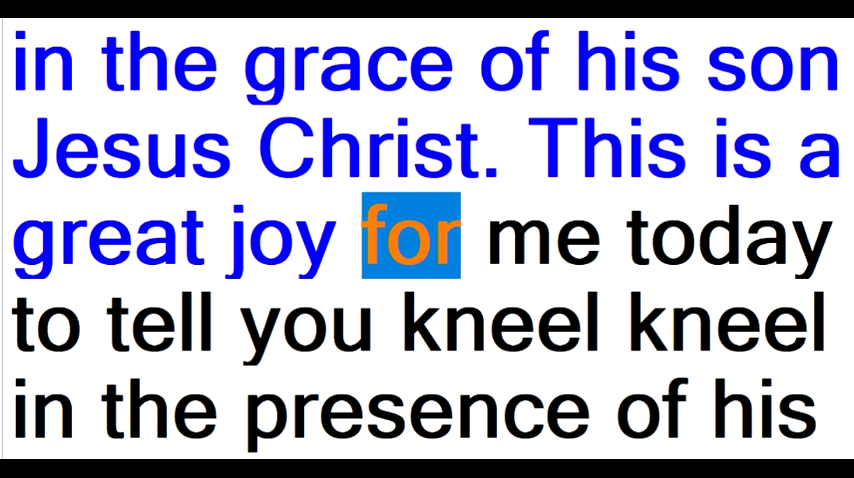 in the grace of his son
Jesus Christ. This is a
great joy for me today
to tell you kneel kneel
in the presence of his